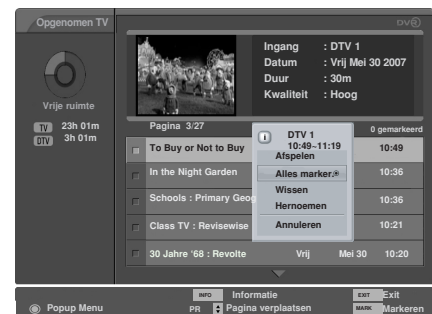 Opgenomen TV
DVR
Ingang : DTV 1
Datum : Vrij Mei 30 2007
Duur : 30m
Kwaliteit : Hoog
Vrije ruimte
TV 23h 01m
DTV 3h 01m
Pagina 3/27
0 gemarkeerd
To Buy or Not to Buy 10:49
In the Night Garden 10:36
Schools : Primary Geog 10:36
Class TV : Revisewise 10:21
30 Jahre '68 : Revolte Vrij Mei 30 10:20
i DTV 1
10:49~11:19
Afspelen
Alles marker.
Wissen
Hernoemen
Annuleren
INFO Informatie EXIT Exit
Popup Menu PR Pagina verplaatsen MARK Markeren